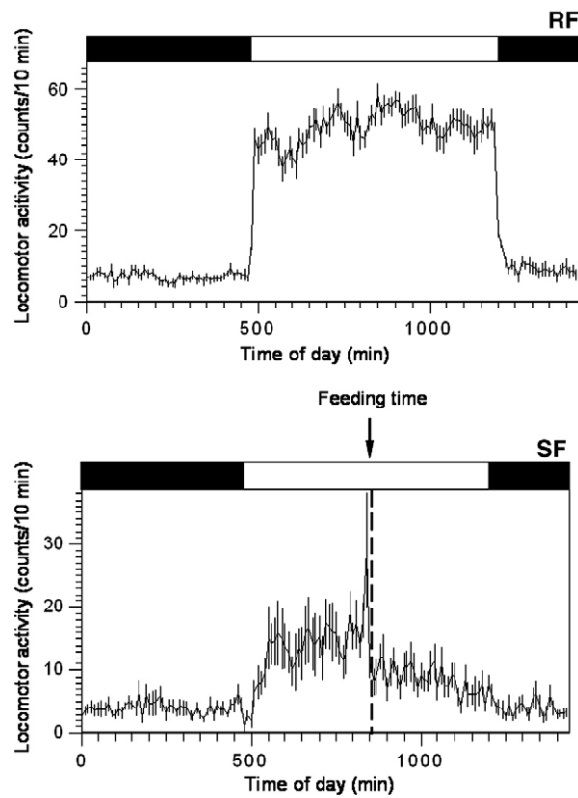 RF
Locomotor acitivity (counts/10 min)
60
40
20
0
0 500 1000
Time of day (min)
Feeding time
SF
Locomotor activity (counts/10 min)
30
20
10
0
0 500 1000
Time of day (min)